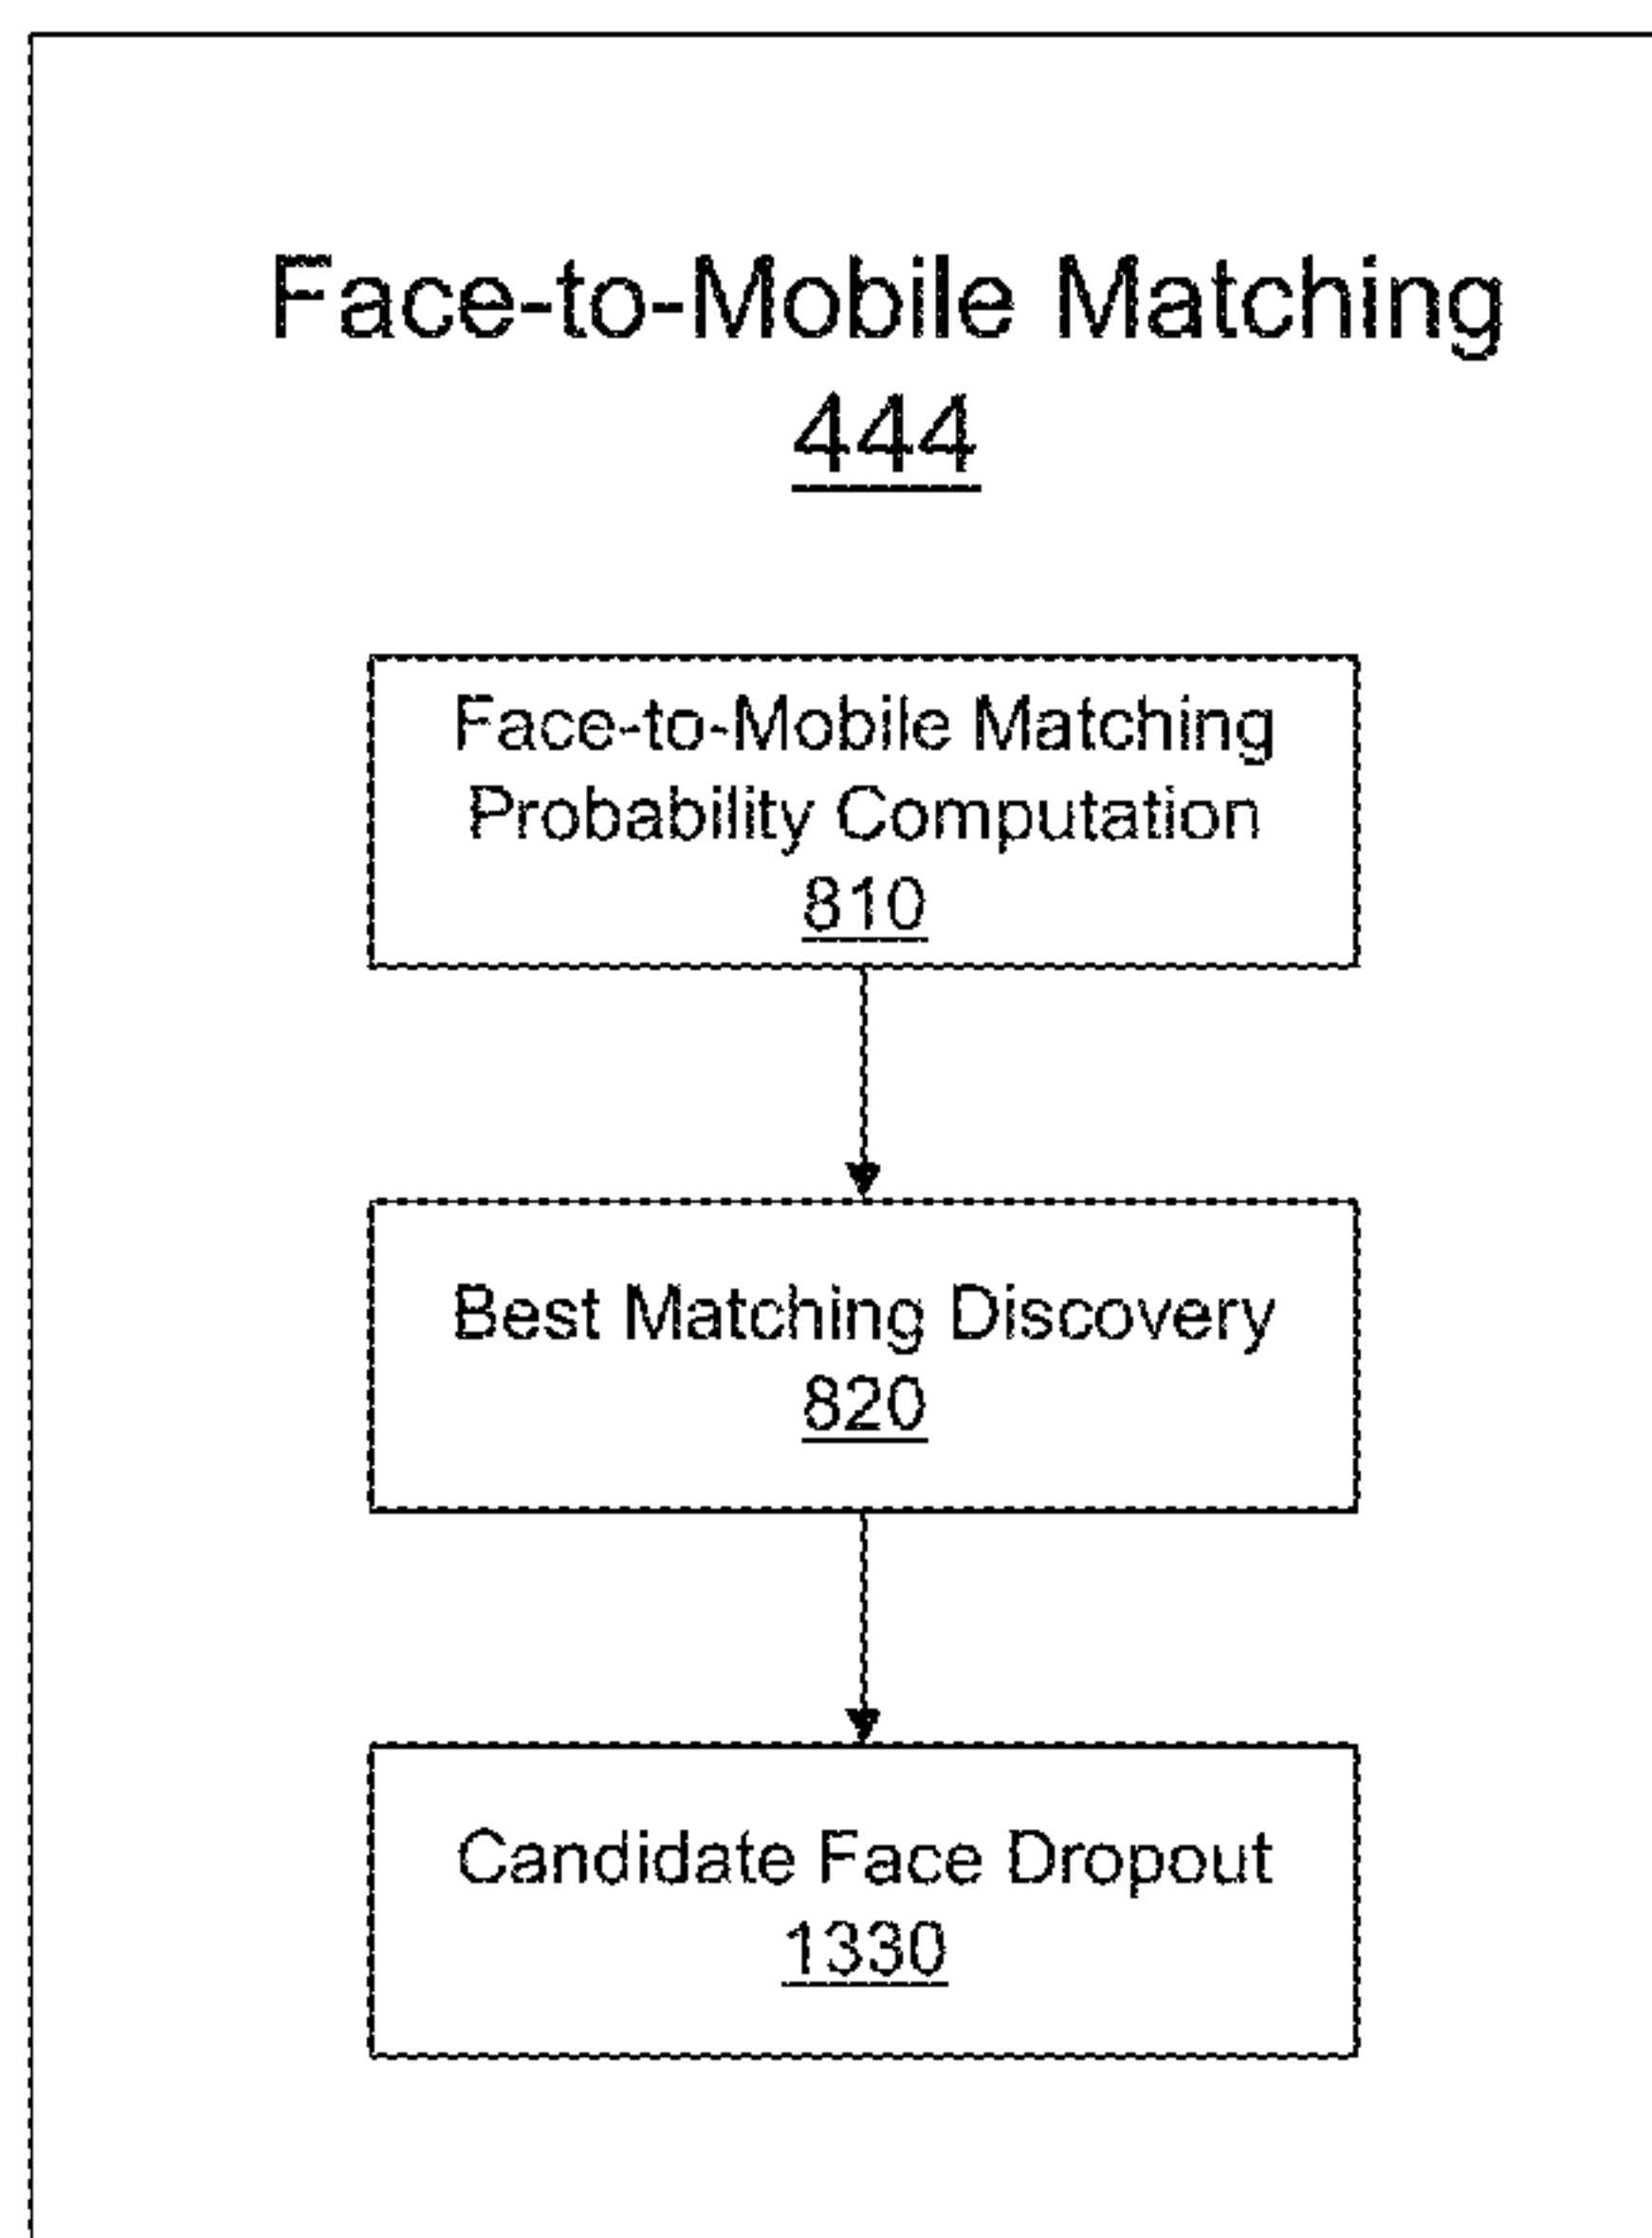 Face-to-Mobile Matching
444
Face-to-Mobile Matching
Probability Computation
810
Best Matching Discovery
820
Candidate Face Dropout
1330